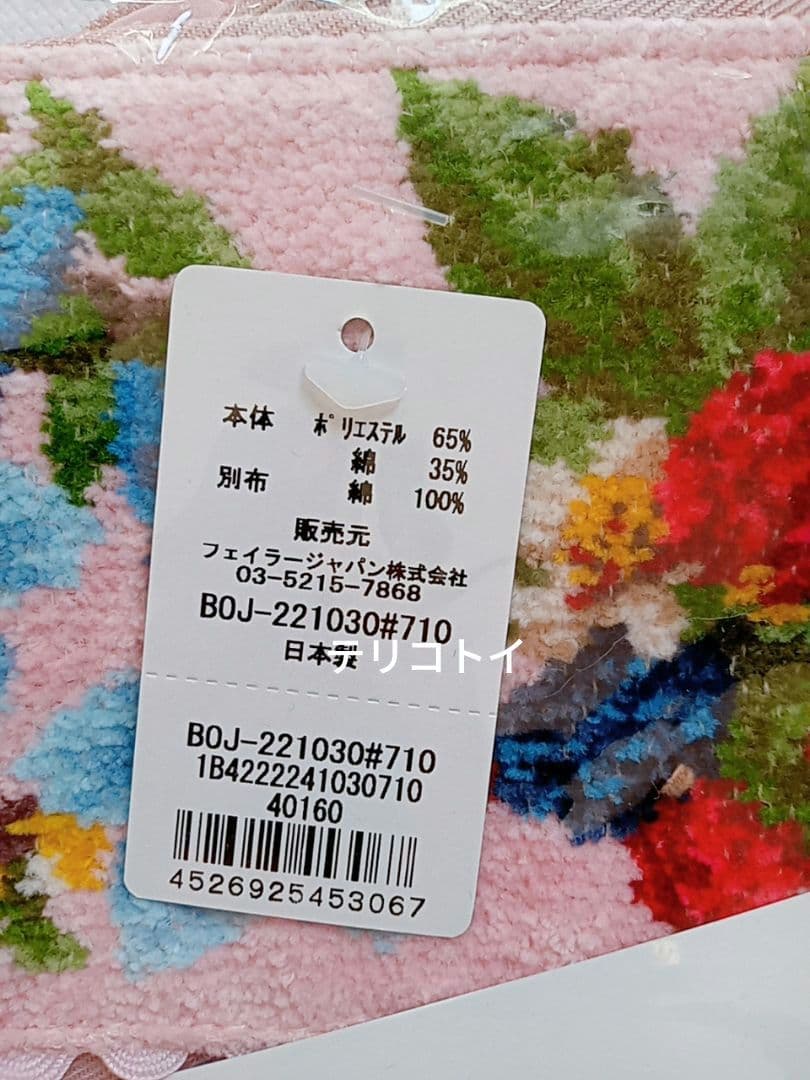 本体 ポリエステル 65%
綿 35%
別布 綿 100%
販売元
フェイラージャパン株式会社
03-5215-7868
BOJ-221030#710
日本製
テリコトイ
BOJ-221030#710
1B4222241030710
40160
4526925453067